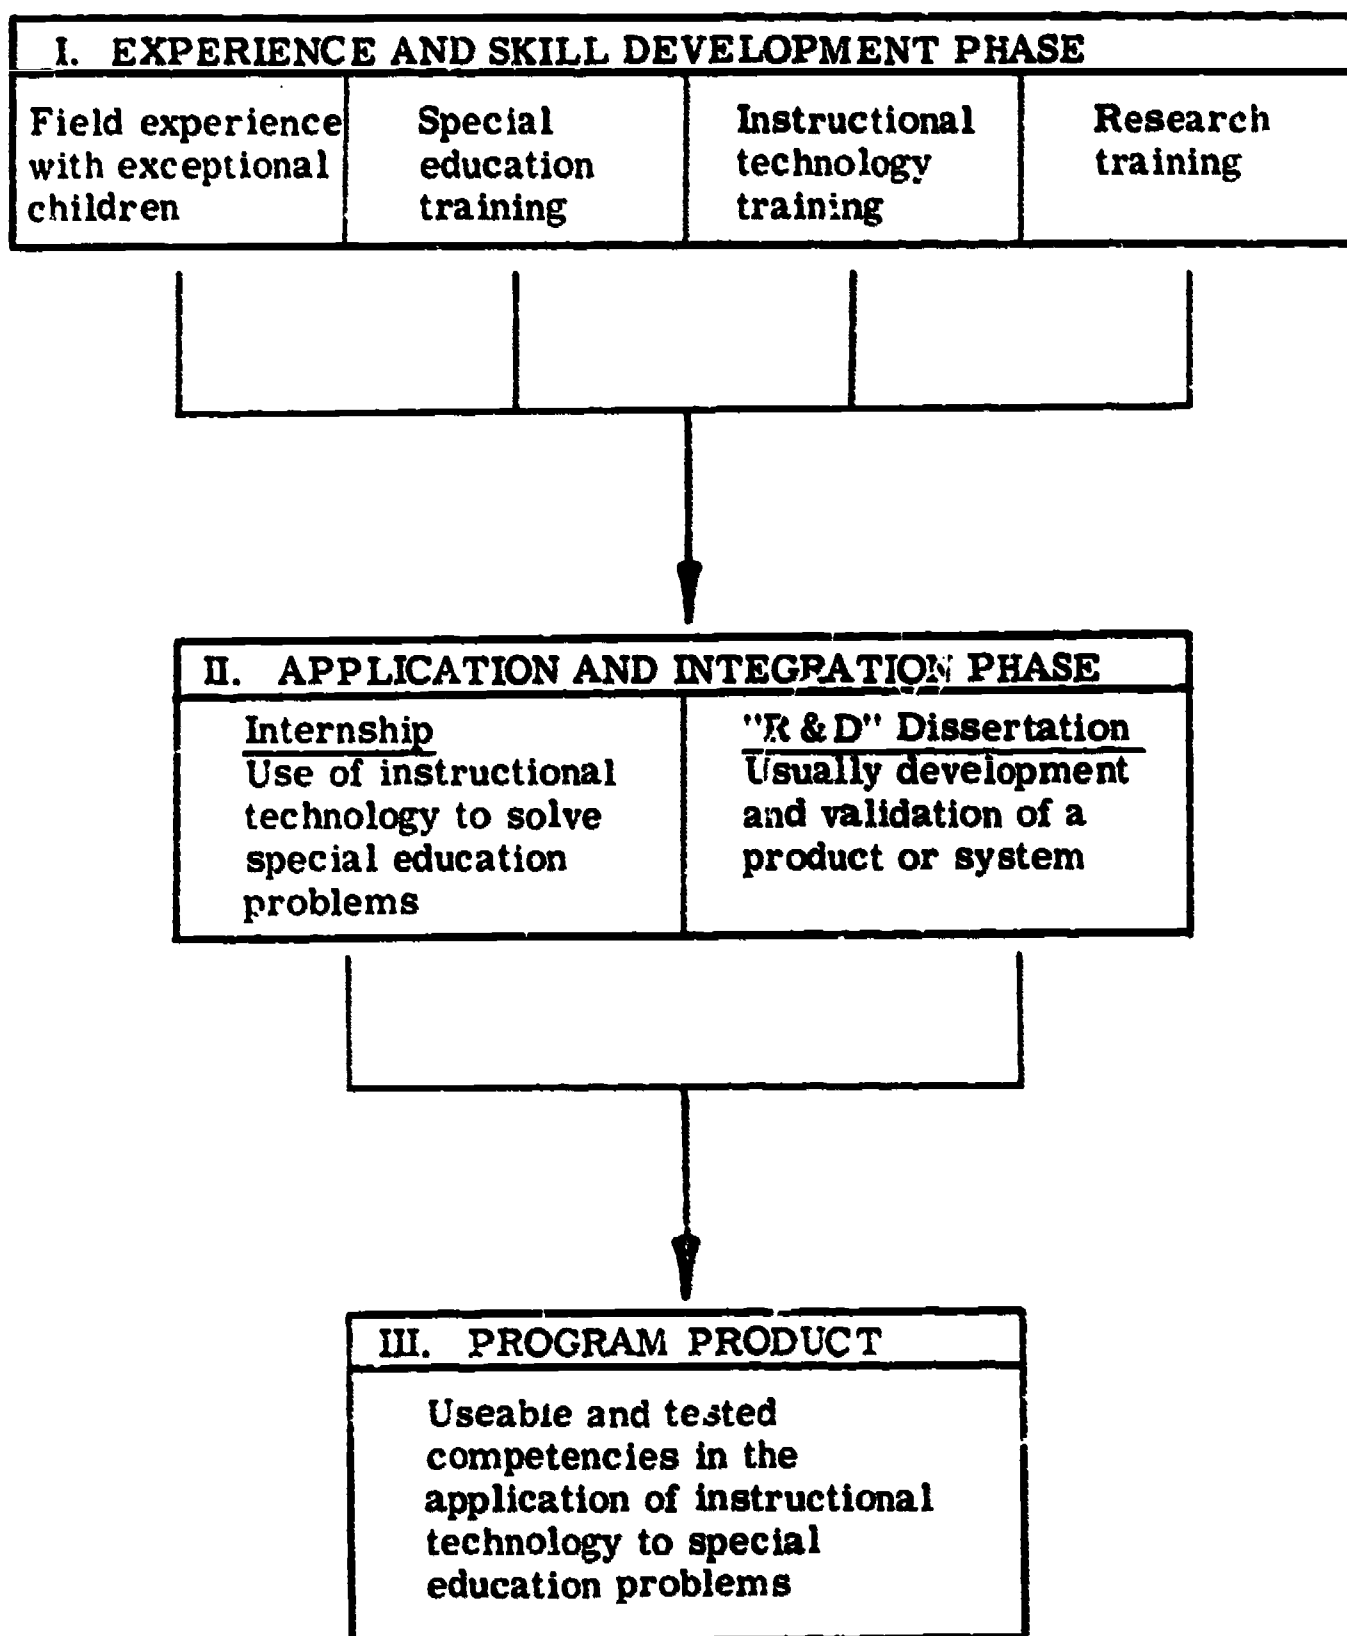 I. EXPERIENCE AND SKILL DEVELOPMENT PHASE
Field experience
with exceptional
children
Special
education
training
Instructional
technology
training
Research
training
II. APPLICATION AND INTEGRATION PHASE
Internship
Use of instructional
technology to solve
special education
problems
"R & D" Dissertation
Usually development
and validation of a
product or system
III. PROGRAM PRODUCT
Useable and tested
competencies in the
application of instructional
technology to special
education problems